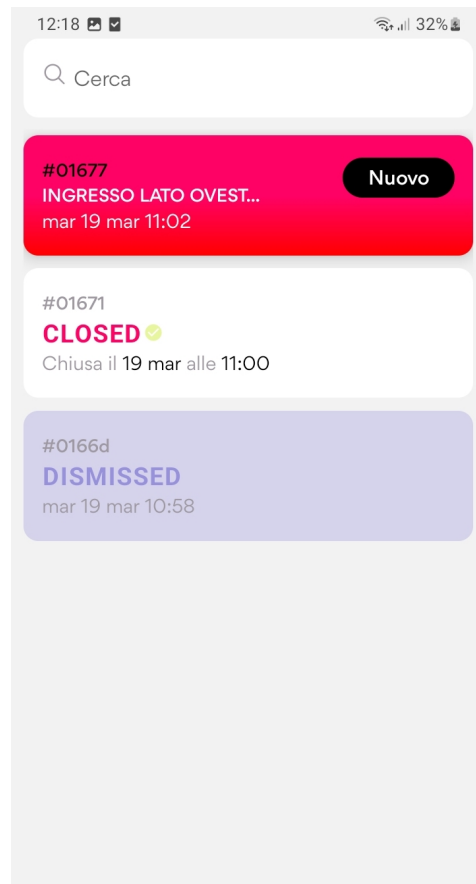 12:18
32%
Cerca
#01677
Nuovo
INGRESSO LATO OVEST...
mar 19 mar 11:02
#01671
CLOSED
Chiusa il 19 mar alle 11:00
#0166d
DISMISSED
mar 19 mar 10:58